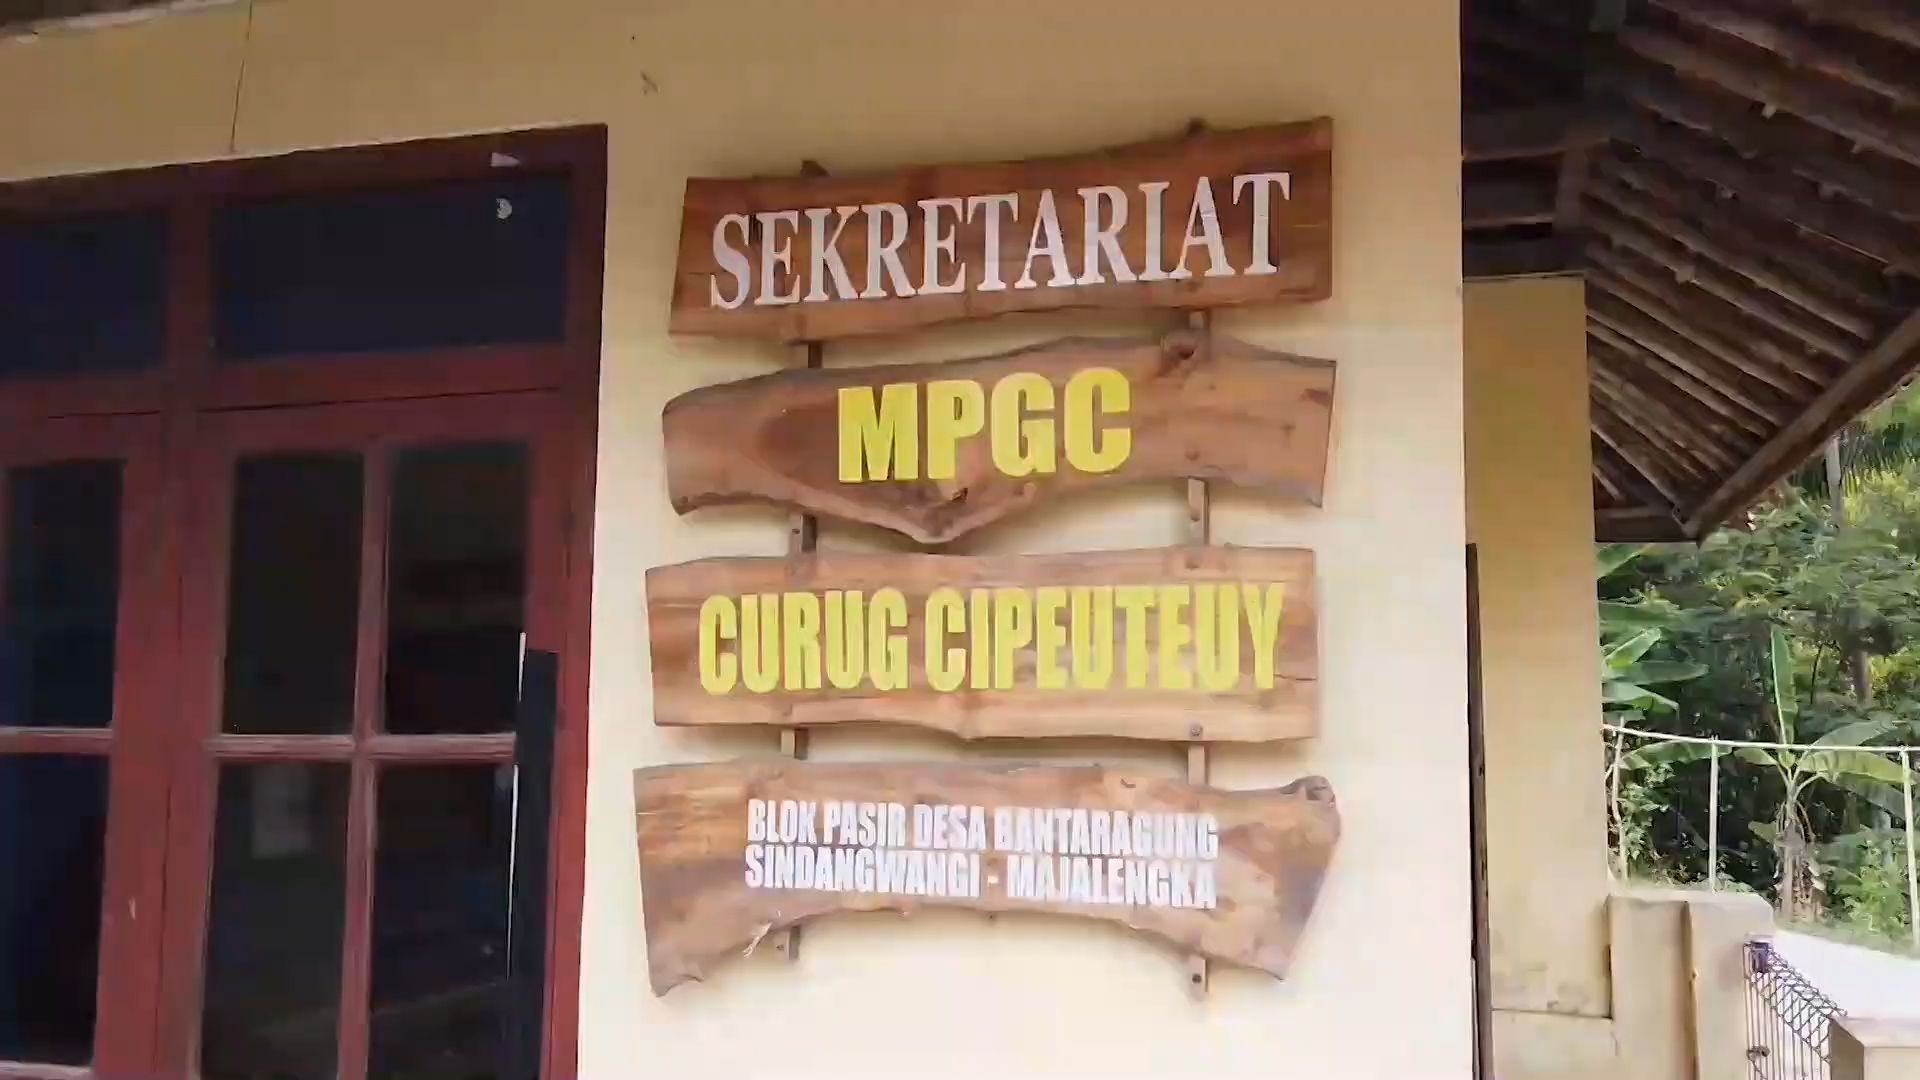 SEKRETARIAT
MPGC
CURUG CIPEUTEUY
BLOK PASIR DESA BANTARAGUNG
SINDANGWANGI - MAJALENGKA